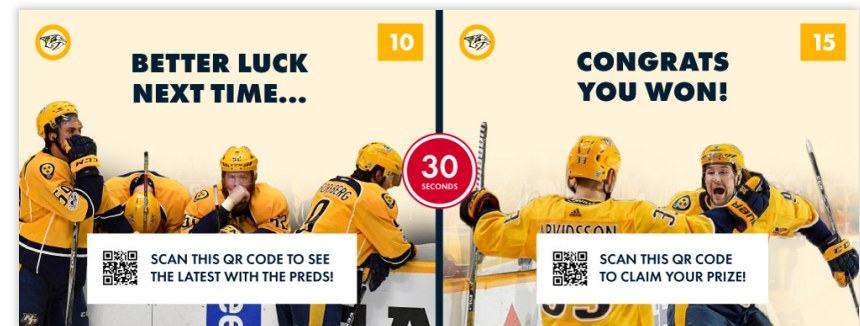 10
BETTER LUCK
NEXT TIME...
SCAN THIS QR CODE TO SEE
THE LATEST WITH THE PREDS!
30
SECONDS
15
CONGRATS
YOU WON!
ARVIDSSON
33
SCAN THIS QR CODE
TO CLAIM YOUR PRIZE!